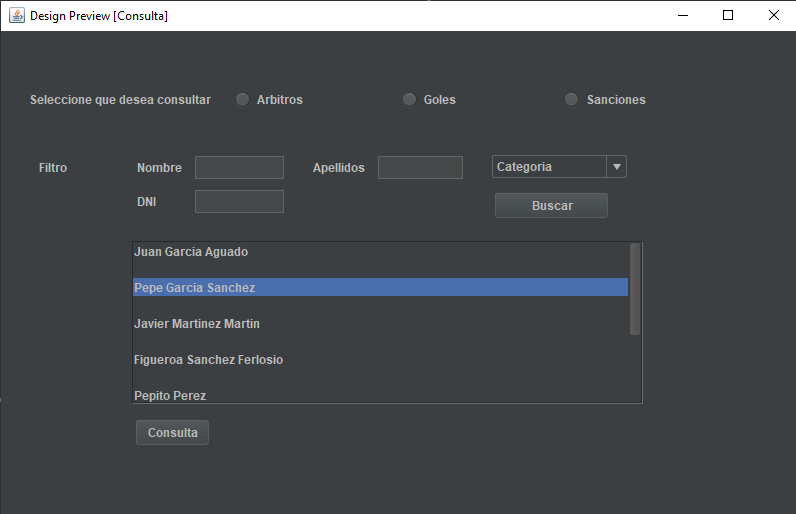 Design Preview [Consulta]
Seleccione que desea consultar Arbitros Goles Sanciones
Filtro Nombre Apellidos Categoria
DNI Buscar
Juan Garcia Aguado
Pepe Garcia Sanchez
Javier Martinez Martin
Figueroa Sanchez Ferlosio
Pepito Perez
Consulta